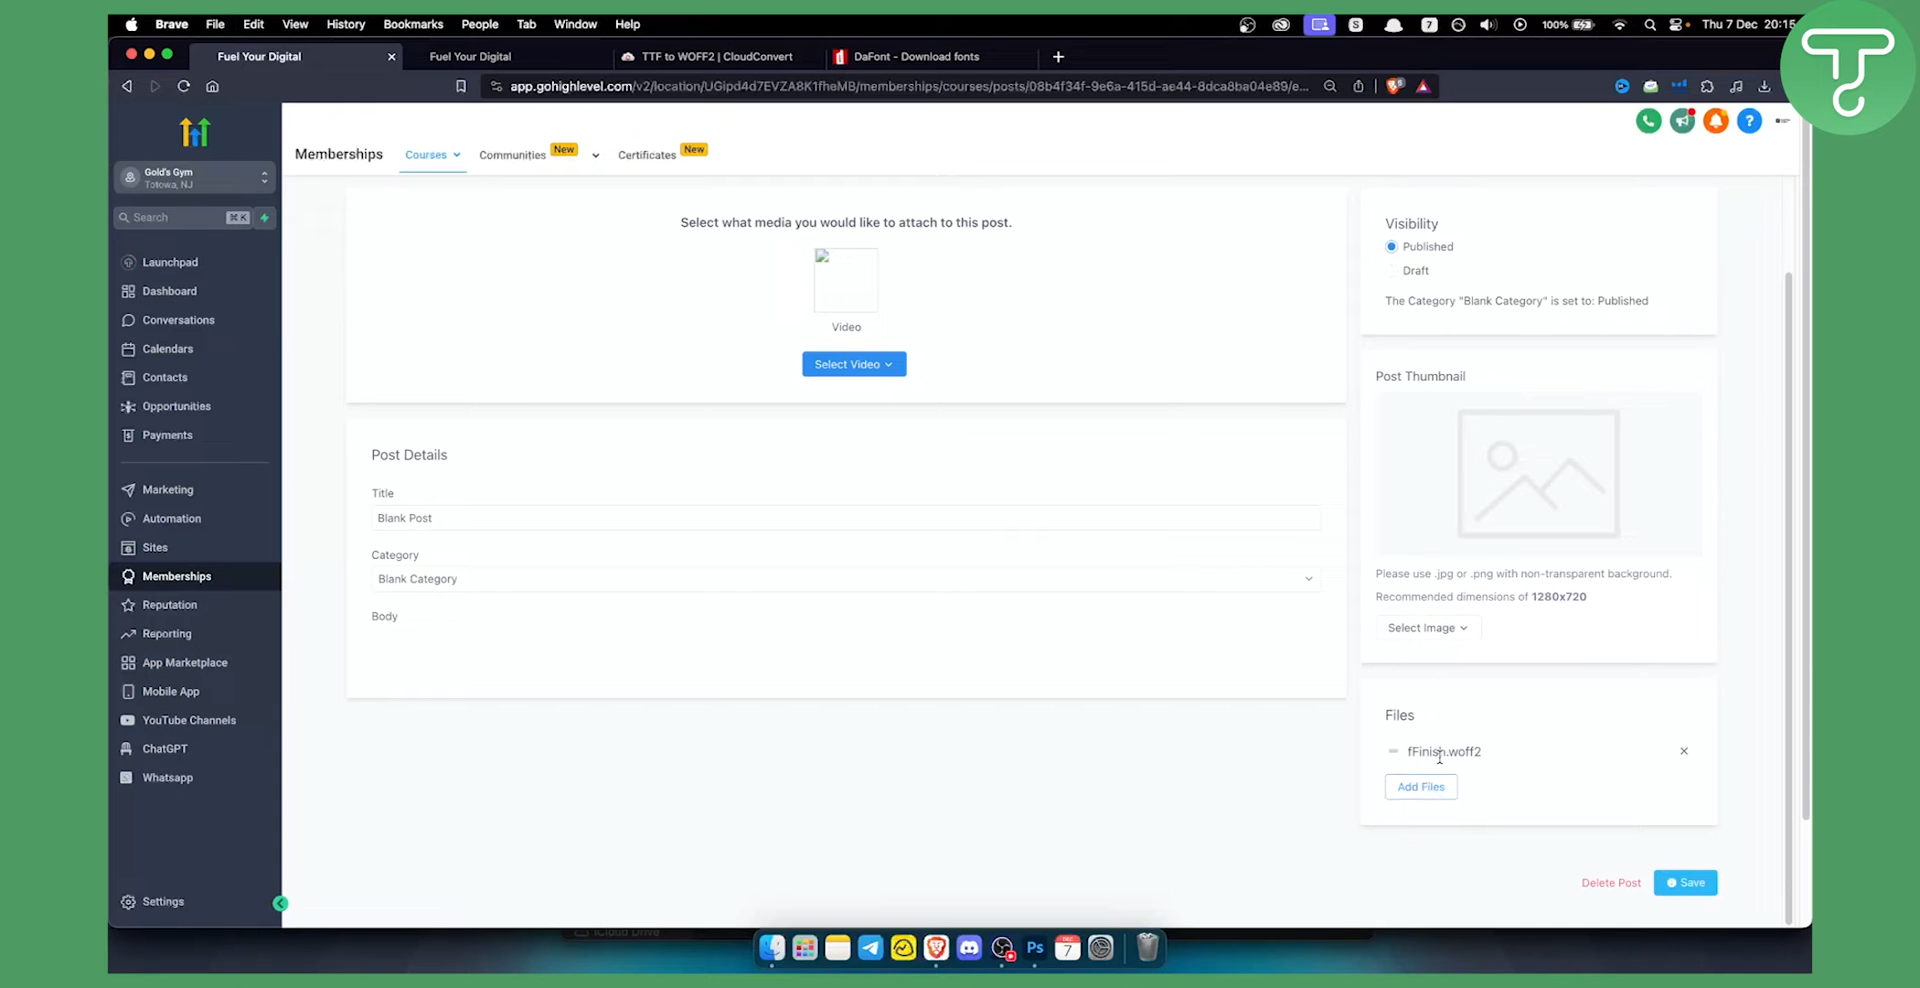 Brave File Edit View History Bookmarks People Tab Window Help
S 7 100% Thu 7 Dec 20:15
Fuel Your Digital
Fuel Your Digital
TTF to WOFF2 | CloudConvert
DaFont - Download fonts
app.gohighlevel.com/v2/location/UGipd4d7EVZA8K1fheMB/memberships/courses/posts/08b4f34f-9e6a-415d-ae44-8dca8ba04e89/e...
Gold's Gym
Totowa, NJ
Search ⌘ K
Launchpad
Dashboard
Conversations
Calendars
Contacts
Opportunities
Payments
Marketing
Automation
Sites
Memberships
Reputation
Reporting
App Marketplace
Mobile App
YouTube Channels
ChatGPT
Whatsapp
Settings
Memberships Courses Communities New Certificates New
Select what media you would like to attach to this post.
Video
Select Video
Post Details
Title
Blank Post
Category
Blank Category
Body
Visibility
Published
Draft
The Category "Blank Category" is set to: Published
Post Thumbnail
Please use .jpg or .png with non-transparent background.
Recommended dimensions of 1280x720
Select Image
Files
fFinish.woff2
Add Files
Delete Post Save
iCloud Drive
Ps
DEC
7